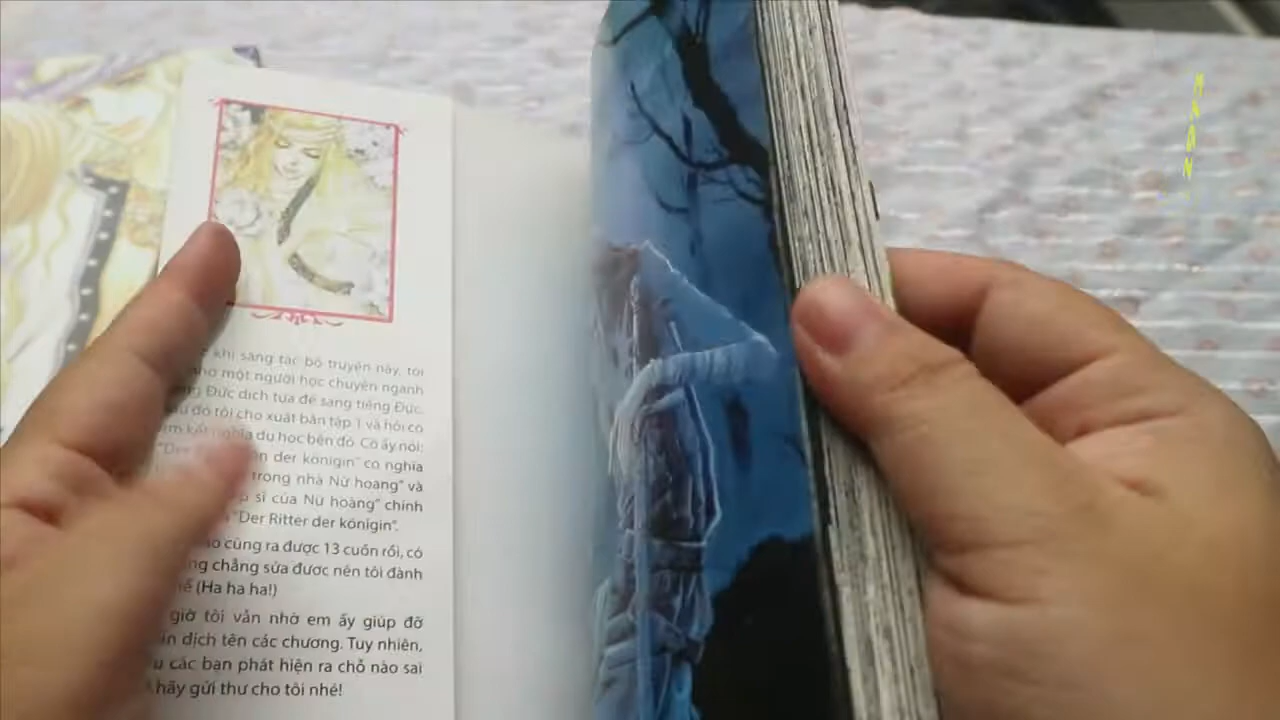 khi sáng tác bộ truyện này, tôi
một người học chuyên ngành
Đức dịch tựa đề sang tiếng Đức.
đó tôi cho xuất bản tập 1 và hỏi cô
kết nghĩa du học bên đó. Cô ấy nói:
"Der der königin" có nghĩa
trong nhà Nữ hoàng" và
sĩ của Nữ hoàng" chính
"Der Ritter der königin".
cũng ra được 13 cuốn rồi, có
chẳng sửa được nên tôi đành
(Ha ha ha!)
giờ tôi vẫn nhờ em ấy giúp đỡ
dịch tên các chương. Tuy nhiên,
các bạn phát hiện ra chỗ nào sai
hãy gửi thư cho tôi nhé!